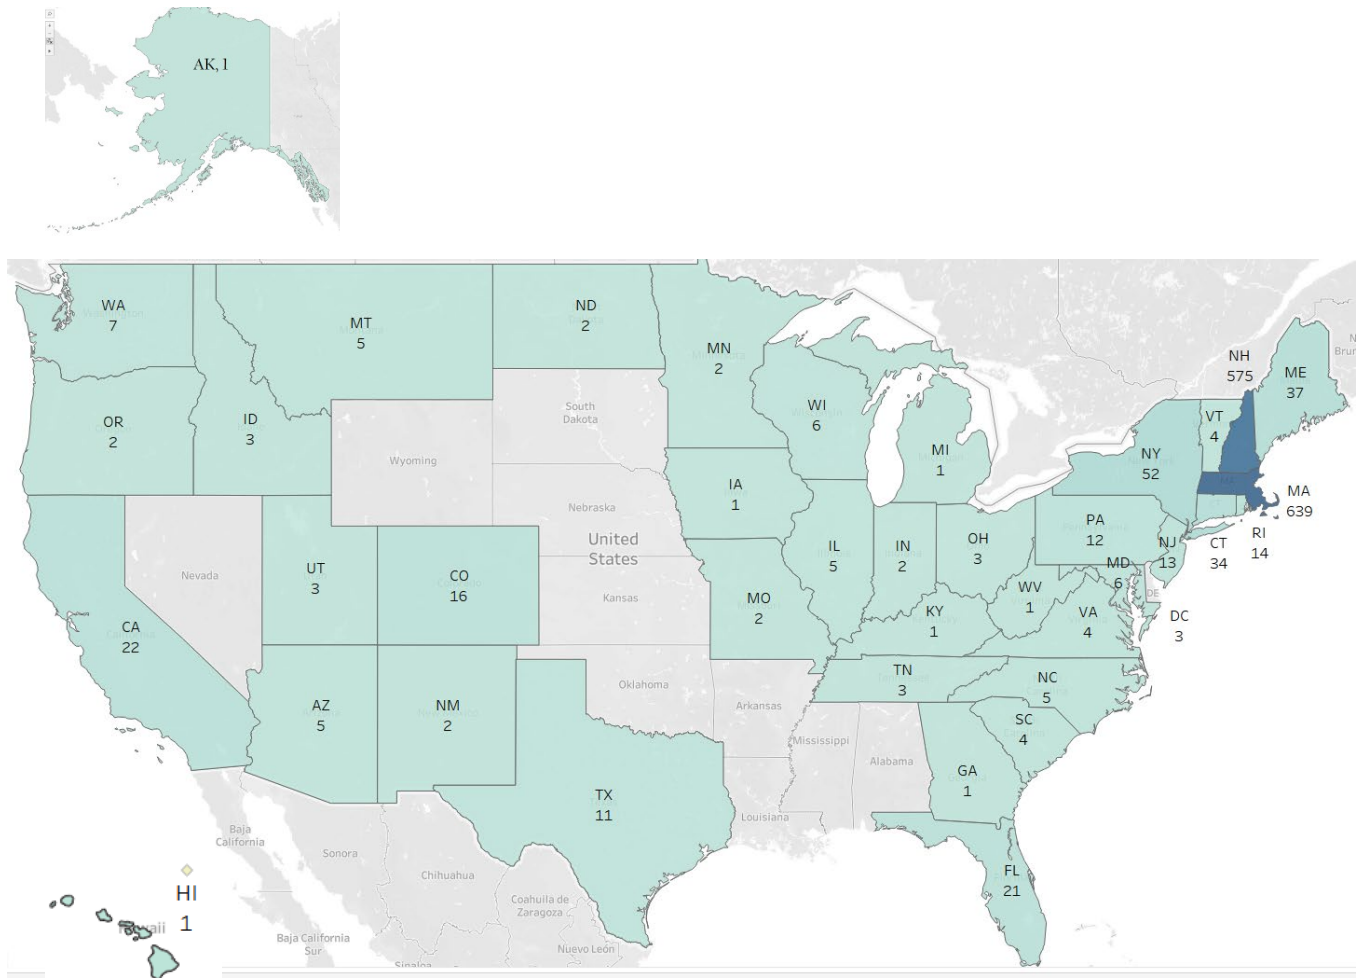 AK, 1
WA
7
MT
5
ND
2
MN
2
OR
2
ID
3
South
Dakota
Wyoming
WI
6
MI
1
NH
575
ME
37
VT
4
NY
52
MA
639
IA
1
Nebraska
United
States
Nevada
UT
3
CO
16
Kansas
IL
5
IN
2
OH
3
PA
12
NJ
13
CT
34
RI
14
MD
6
DE
DC
3
MO
2
KY
1
WV
1
VA
4
CA
22
AZ
5
NM
2
Oklahoma
Arkansas
TN
3
NC
5
SC
4
Mississippi
Alabama
GA
1
TX
11
Louisiana
FL
21
Baja
California
Sonora
Chihuahua
Coahuila de
Zaragoza
Nuevo León
Baja California
Sur
Sinaloa
HI
1